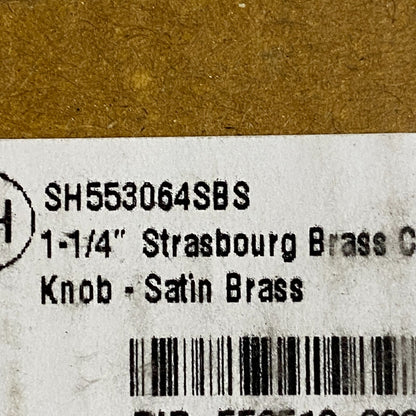 H
SH553064SBS
1-1/4" Strasbourg Brass C
Knob - Satin Brass